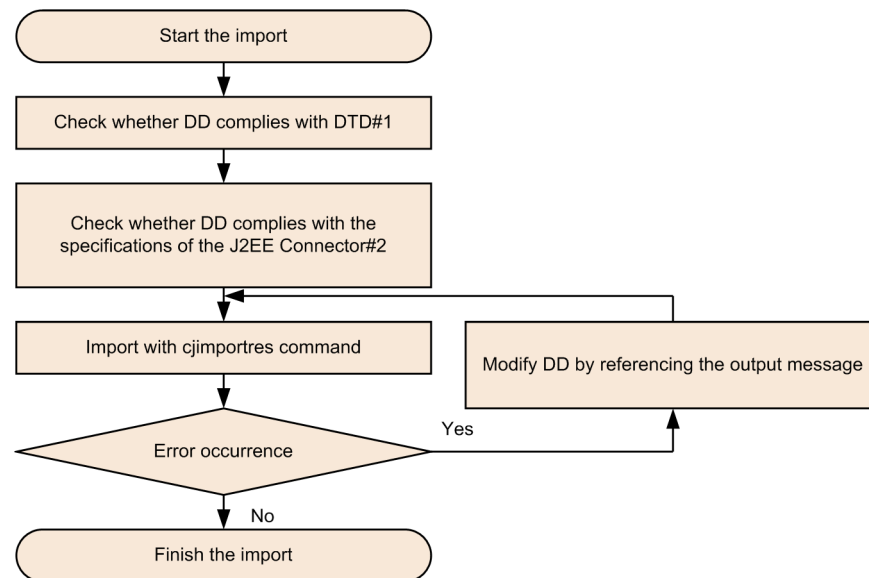 Start the import
Check whether DD complies with DTD#1
Check whether DD complies with the
specifications of the J2EE Connector#2
Import with cjimportres command
Modify DD by referencing the output message
Error occurrence
Yes
No
Finish the import